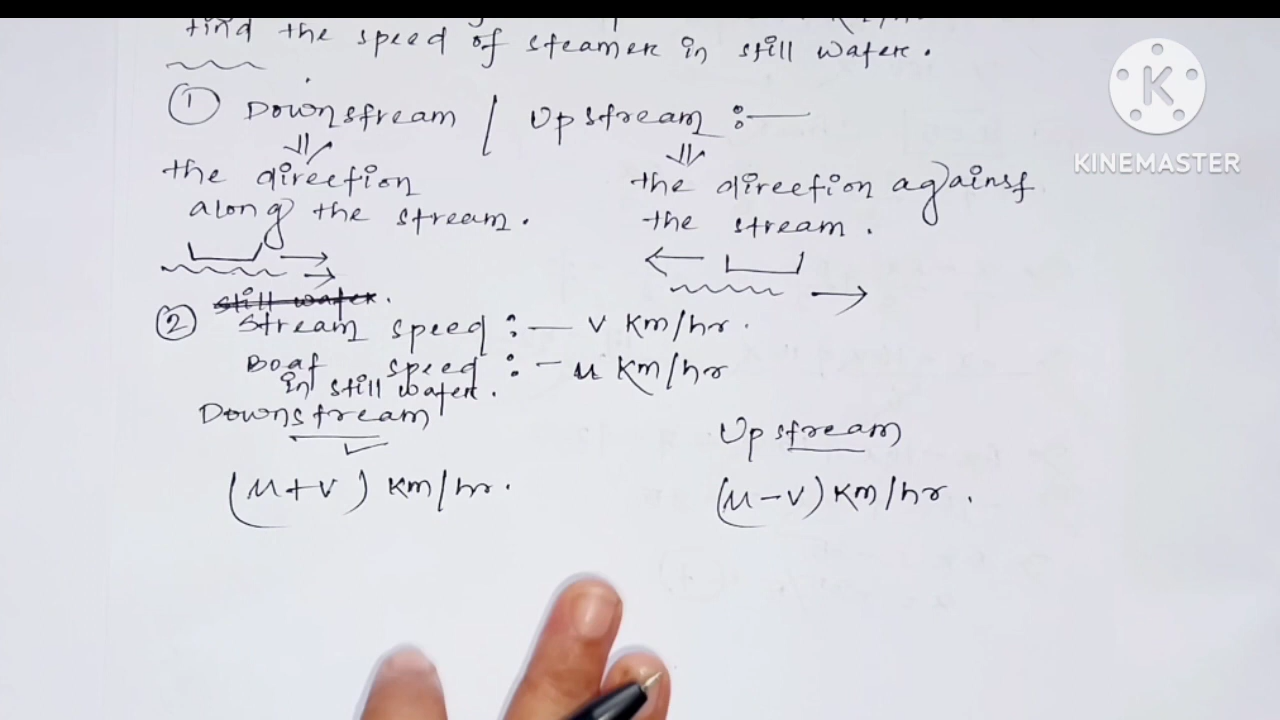 find the speed of steamer in still water.
① Downstream / Upstream :—
the direction
along the stream.
the direction against
the stream.
still water.
② Stream speed :— v Km/hr.
Boat speed :— u Km/hr
in still water.
Downstream
(u+v) Km/hr.
Upstream
(u-v) Km/hr.
K
KINEMASTER